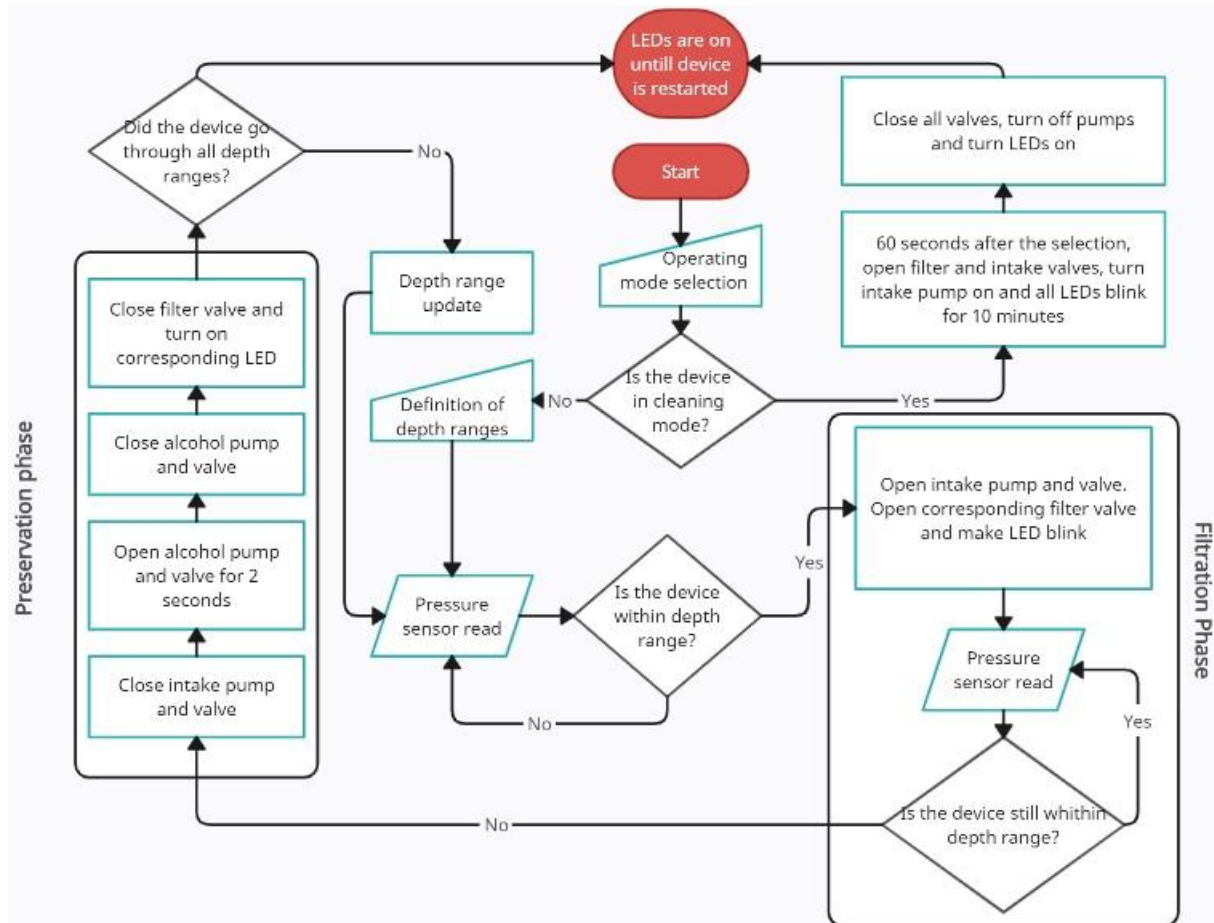 LEDs are on
untill device
is restarted
Start
Operating
mode selection
Is the device
in cleaning
mode?
Yes
No
60 seconds after the selection,
open filter and intake valves, turn
intake pump on and all LEDs blink
for 10 minutes
Close all valves, turn off pumps
and turn LEDs on
Definition of
depth ranges
Pressure
sensor read
Is the device
within depth
range?
No
Yes
Filtration Phase
Open intake pump and valve.
Open corresponding filter valve
and make LED blink
Pressure
sensor read
Is the device still whithin
depth range?
Yes
No
Preservation phase
Close intake pump
and valve
Open alcohol pump
and valve for 2
seconds
Close alcohol pump
and valve
Close filter valve and
turn on
corresponding LED
Did the device go
through all depth
ranges?
No
Depth range
update